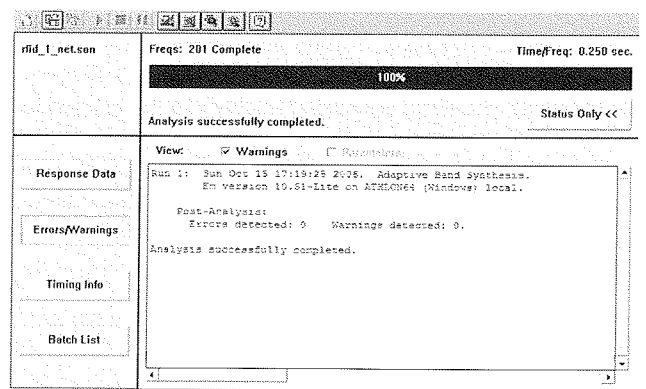 rfid_1_net.son
Freqs: 201 Complete
Time/Freq: 0.250 sec.
100%
Analysis successfully completed.
Status Only <<
View:
Warnings
Response Data
Errors/Warnings
Timing Info
Batch List
Run 1: Sun Oct 15 17:19:25 2006. Adaptive Band Synthesis.
Em version 10.51-Lite on ATHLON64 (Windows) local.
Post-Analysis:
Errors detected: 0 Warnings detected: 0.
Analysis successfully completed.